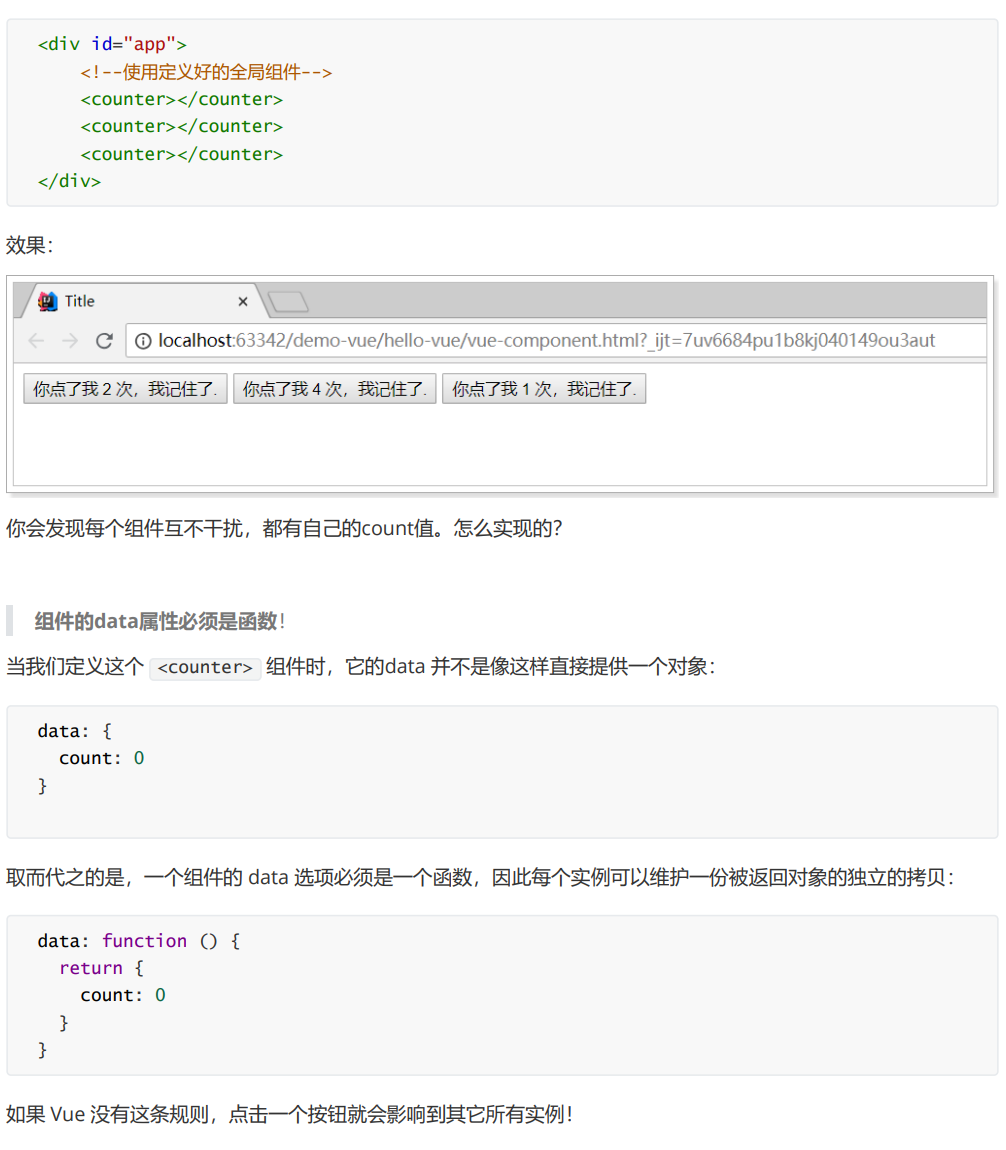 <div id="app">
    <!--使用定义好的全局组件-->
    <counter></counter>
    <counter></counter>
    <counter></counter>
</div>
效果：
Title
localhost:63342/demo-vue/hello-vue/vue-component.html?_ijt=7uv6684pu1b8kj040149ou3aut
你点了我 2 次，我记住了. 你点了我 4 次，我记住了. 你点了我 1 次，我记住了.
你会发现每个组件互不干扰，都有自己的count值。怎么实现的？
组件的data属性必须是函数！
当我们定义这个 <counter> 组件时，它的data 并不是像这样直接提供一个对象：
data: {
  count: 0
}
取而代之的是，一个组件的 data 选项必须是一个函数，因此每个实例可以维护一份被返回对象的独立的拷贝：
data: function () {
  return {
    count: 0
  }
}
如果 Vue 没有这条规则，点击一个按钮就会影响到其它所有实例！